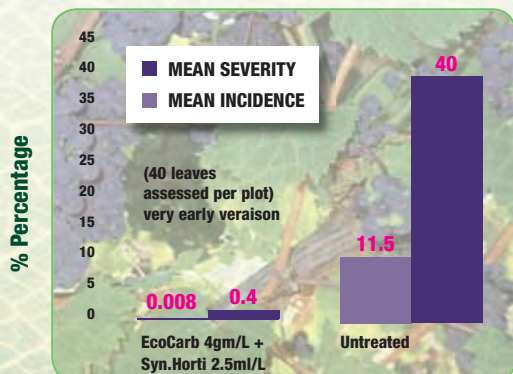 % Percentage
45
40
35
30
25
20
15
10
5
0
MEAN SEVERITY
MEAN INCIDENCE
(40 leaves
assessed per plot)
very early veraison
0.008
0.4
11.5
40
EcoCarb 4gm/L +
Syn.Horti 2.5ml/L
Untreated